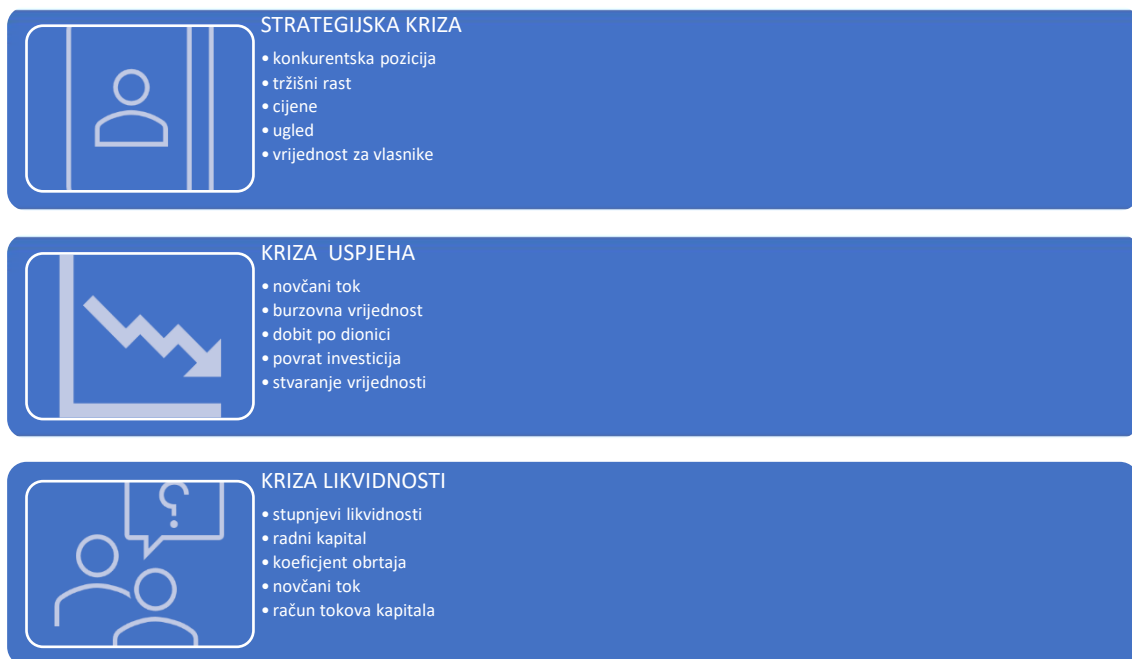 STRATEGIJSKA KRIZA
• konkurentska pozicija
• tržišni rast
• cijene
• ugled
• vrijednost za vlasnike
KRIZA  USPJEHA
• novčani tok
• burzovna vrijednost
• dobit po dionici
• povrat investicija
• stvaranje vrijednosti
KRIZA LIKVIDNOSTI
?
• stupnjevi likvidnosti
• radni kapital
• koeficjent obrtaja
• novčani tok
• račun tokova kapitala